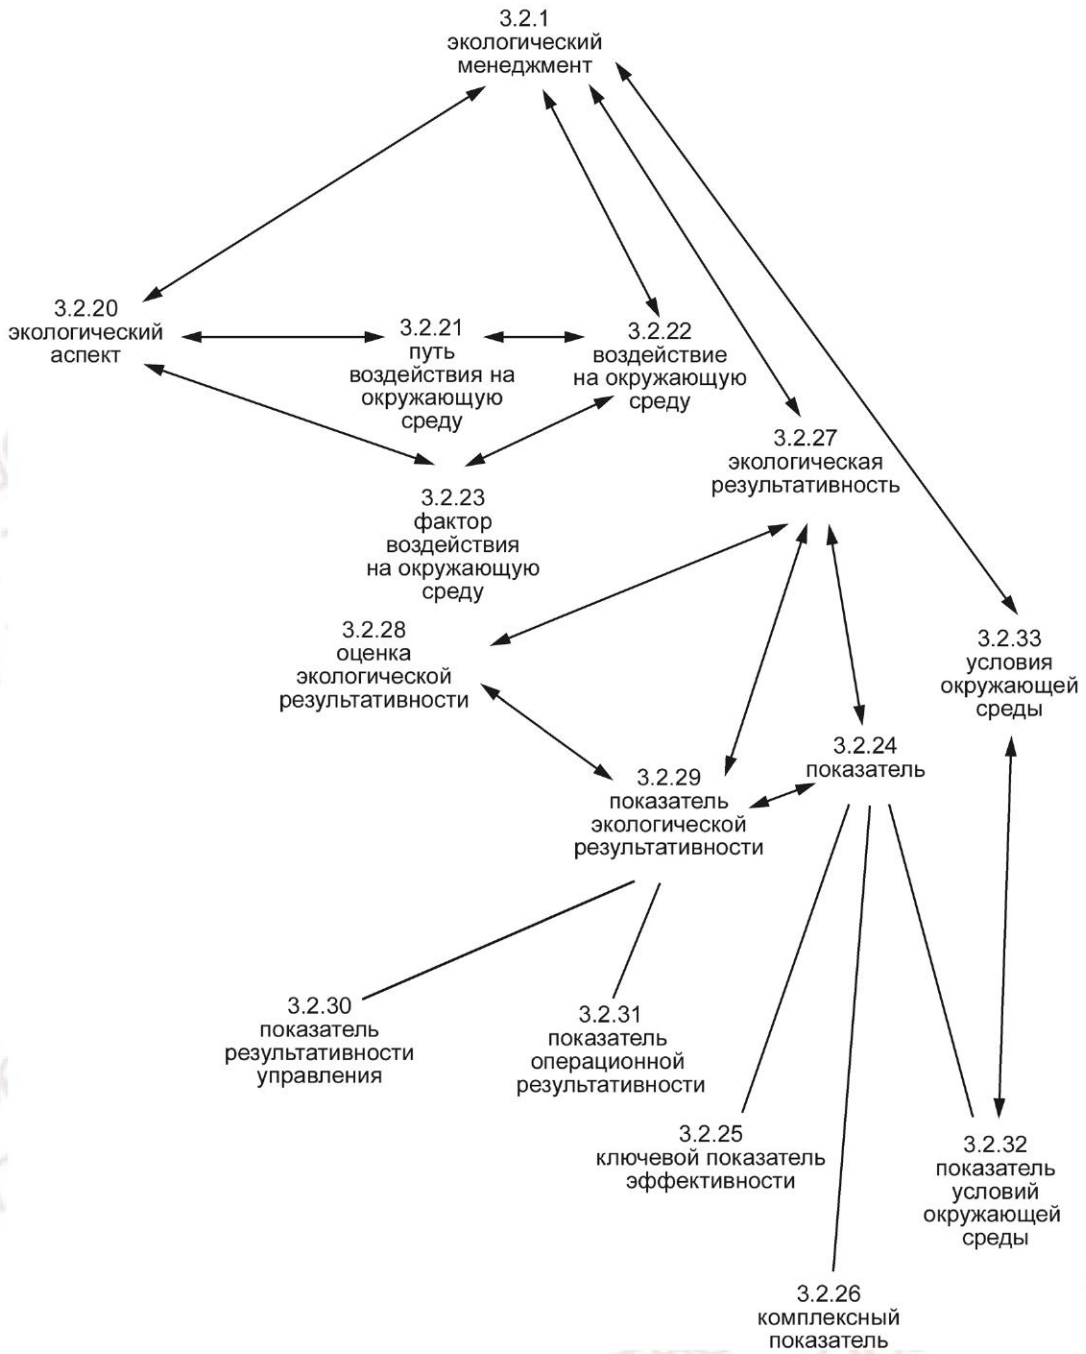 3.2.1
экологический
менеджмент
3.2.20
экологический
аспект
3.2.21
путь
воздействия на
окружающую
среду
3.2.22
воздействие
на окружающую
среду
3.2.27
экологическая
результативность
3.2.23
фактор
воздействия
на окружающую
среду
3.2.28
оценка
экологической
результативности
3.2.33
условия
окружающей
среды
3.2.24
показатель
3.2.29
показатель
экологической
результативности
3.2.30
показатель
результативности
управления
3.2.31
показатель
операционной
результативности
3.2.25
ключевой показатель
эффективности
3.2.32
показатель
условий
окружающей
среды
3.2.26
комплексный
показатель